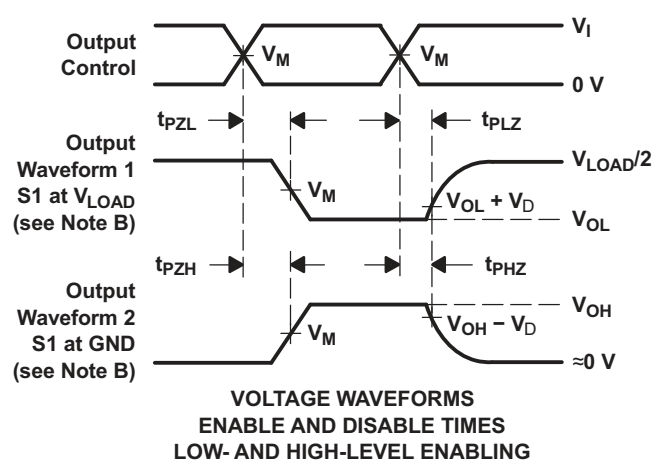 Output
Control
V_I
V_M
V_M
0 V
t_PZL
t_PLZ
Output
Waveform 1
S1 at V_LOAD
(see Note B)
V_LOAD/2
V_M
V_OL + V_D
V_OL
t_PZH
t_PHZ
Output
Waveform 2
S1 at GND
(see Note B)
V_OH
V_M
V_OH − V_D
≈0 V
VOLTAGE WAVEFORMS
ENABLE AND DISABLE TIMES
LOW- AND HIGH-LEVEL ENABLING